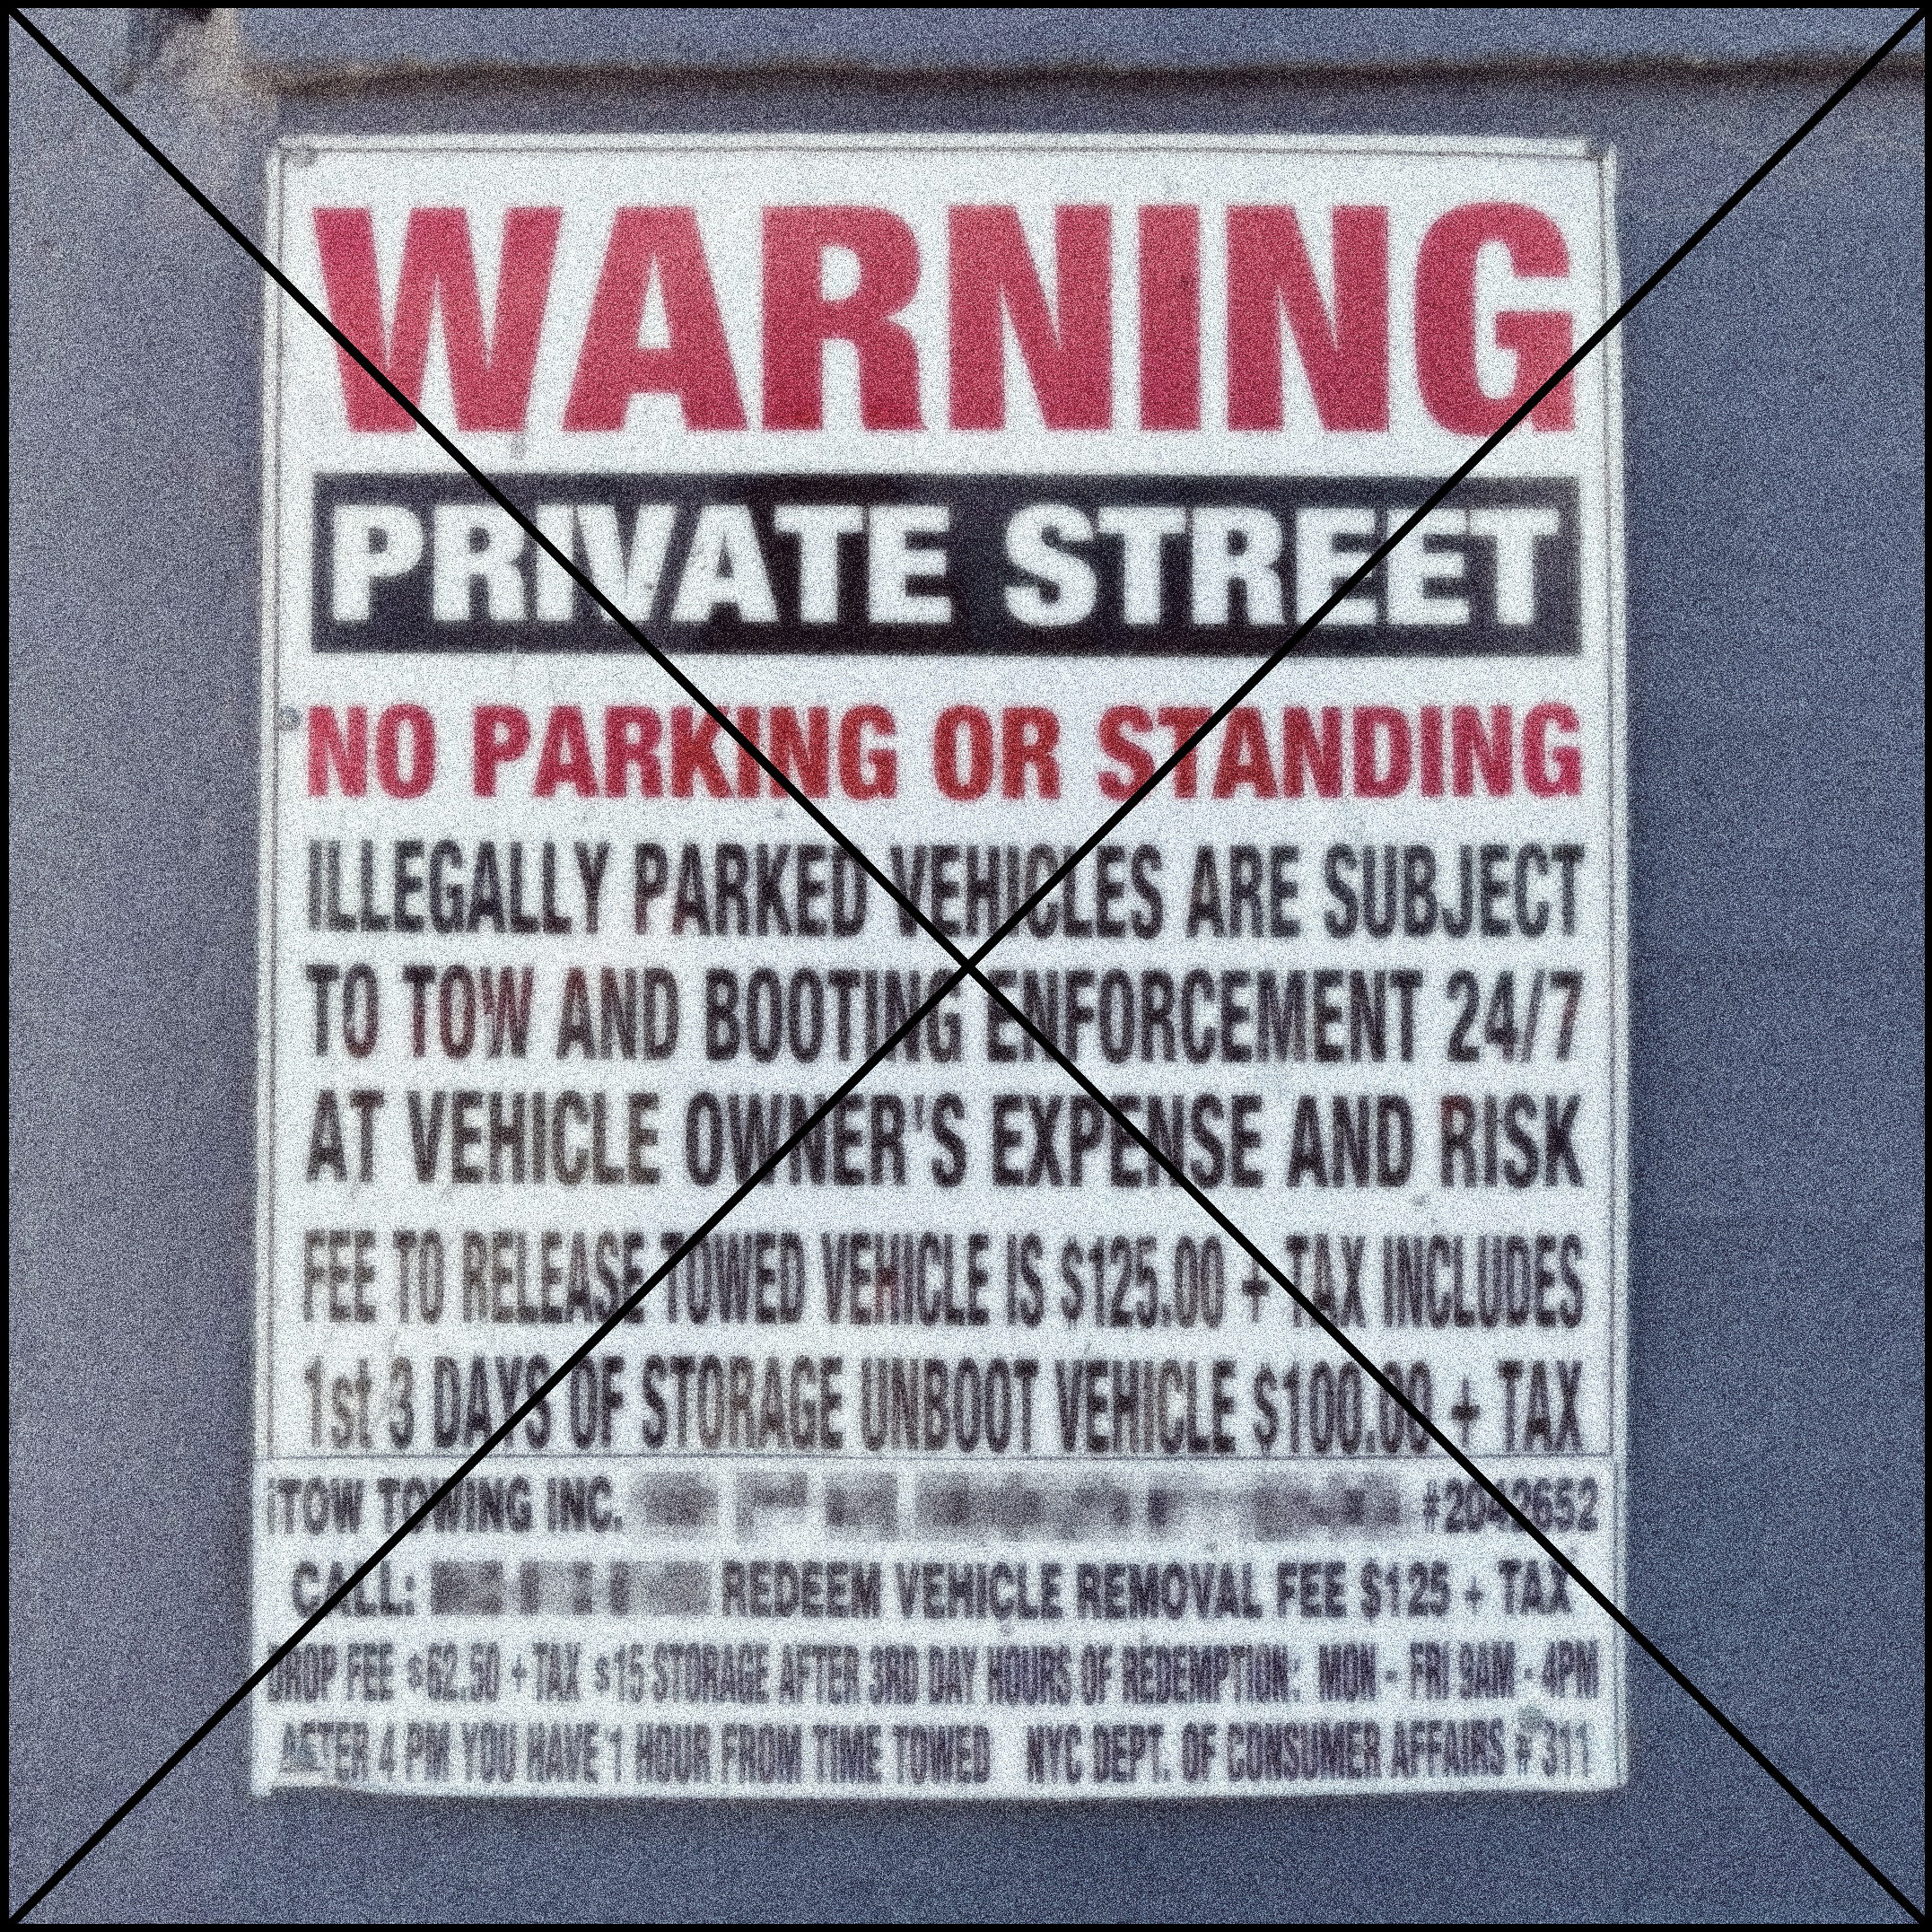 WARNING
PRIVATE STREET
NO PARKING OR STANDING
ILLEGALLY PARKED VEHICLES ARE SUBJECT
TO TOW AND BOOTING ENFORCEMENT 24/7
AT VEHICLE OWNER'S EXPENSE AND RISK
FEE TO RELEASE TOWED VEHICLE IS $125.00 + TAX INCLUDES
1st 3 DAYS OF STORAGE UNBOOT VEHICLE $100.00 + TAX
iTOW TOWING INC. #2042652
CALL: REDEEM VEHICLE REMOVAL FEE $125 + TAX
DROP FEE $62.50 + TAX $15 STORAGE AFTER 3RD DAY HOURS OF REDEMPTION: MON - FRI 9AM - 4PM
AFTER 4 PM YOU HAVE 1 HOUR FROM TIME TOWED NYC DEPT. OF CONSUMER AFFAIRS # 311